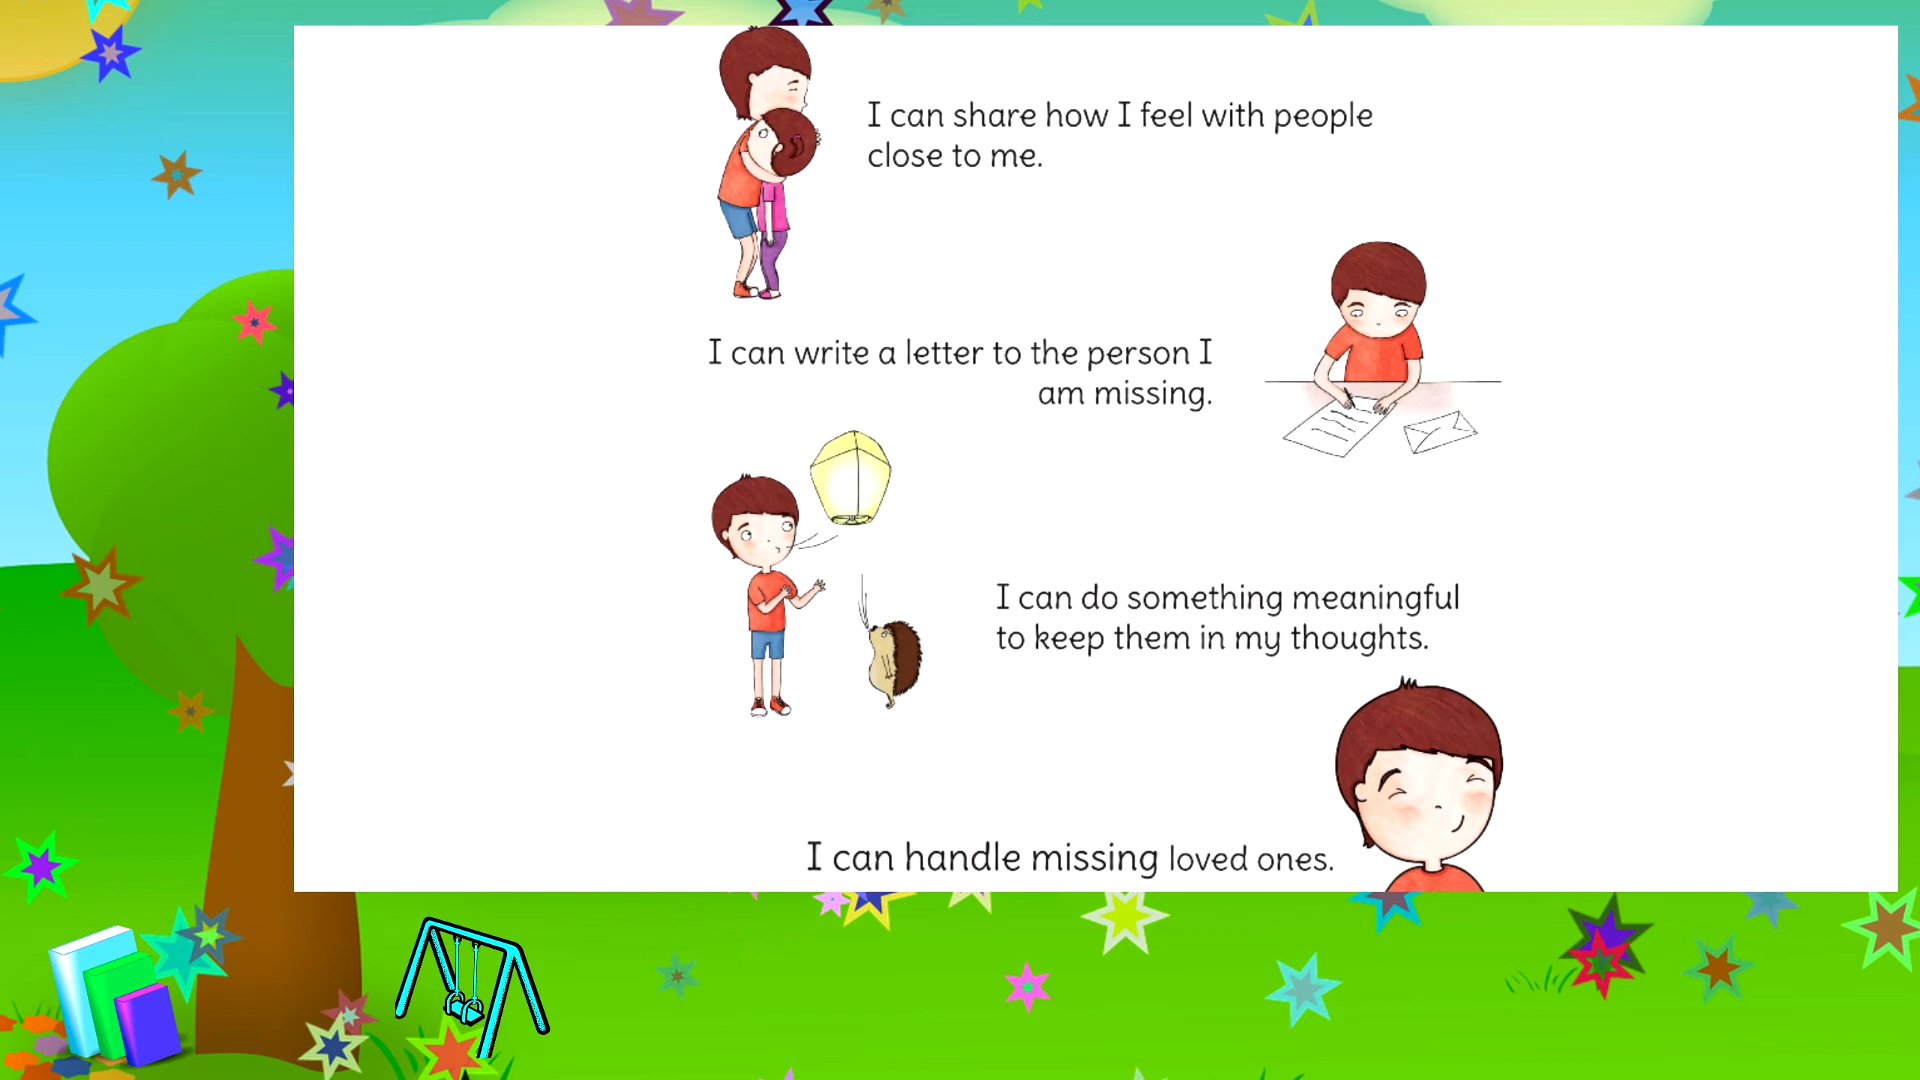 I can share how I feel with people
close to me.
I can write a letter to the person I
am missing.
I can do something meaningful
to keep them in my thoughts.
I can handle missing loved ones.